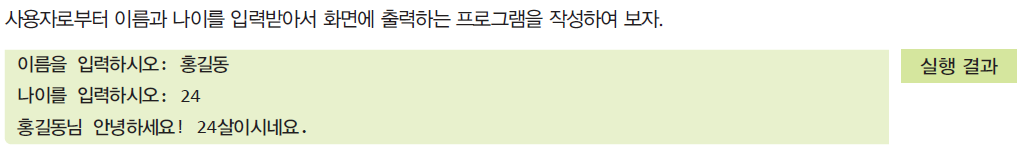 사용자로부터 이름과 나이를 입력받아서 화면에 출력하는 프로그램을 작성하여 보자.
이름을 입력하시오: 홍길동
실행 결과
나이를 입력하시오: 24
홍길동님 안녕하세요! 24살이시네요.